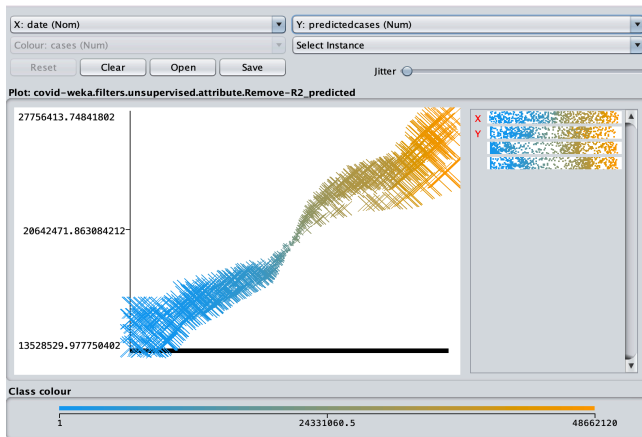 X: date (Nom)
Y: predictedcases (Num)
Colour: cases (Num)
Select Instance
Reset
Clear
Open
Save
Jitter
Plot: covid-weka.filters.unsupervised.attribute.Remove-R2_predicted
27756413.74841802
20642471.863084212
13528529.977750402
X
Y
Class colour
1
24331060.5
48662120